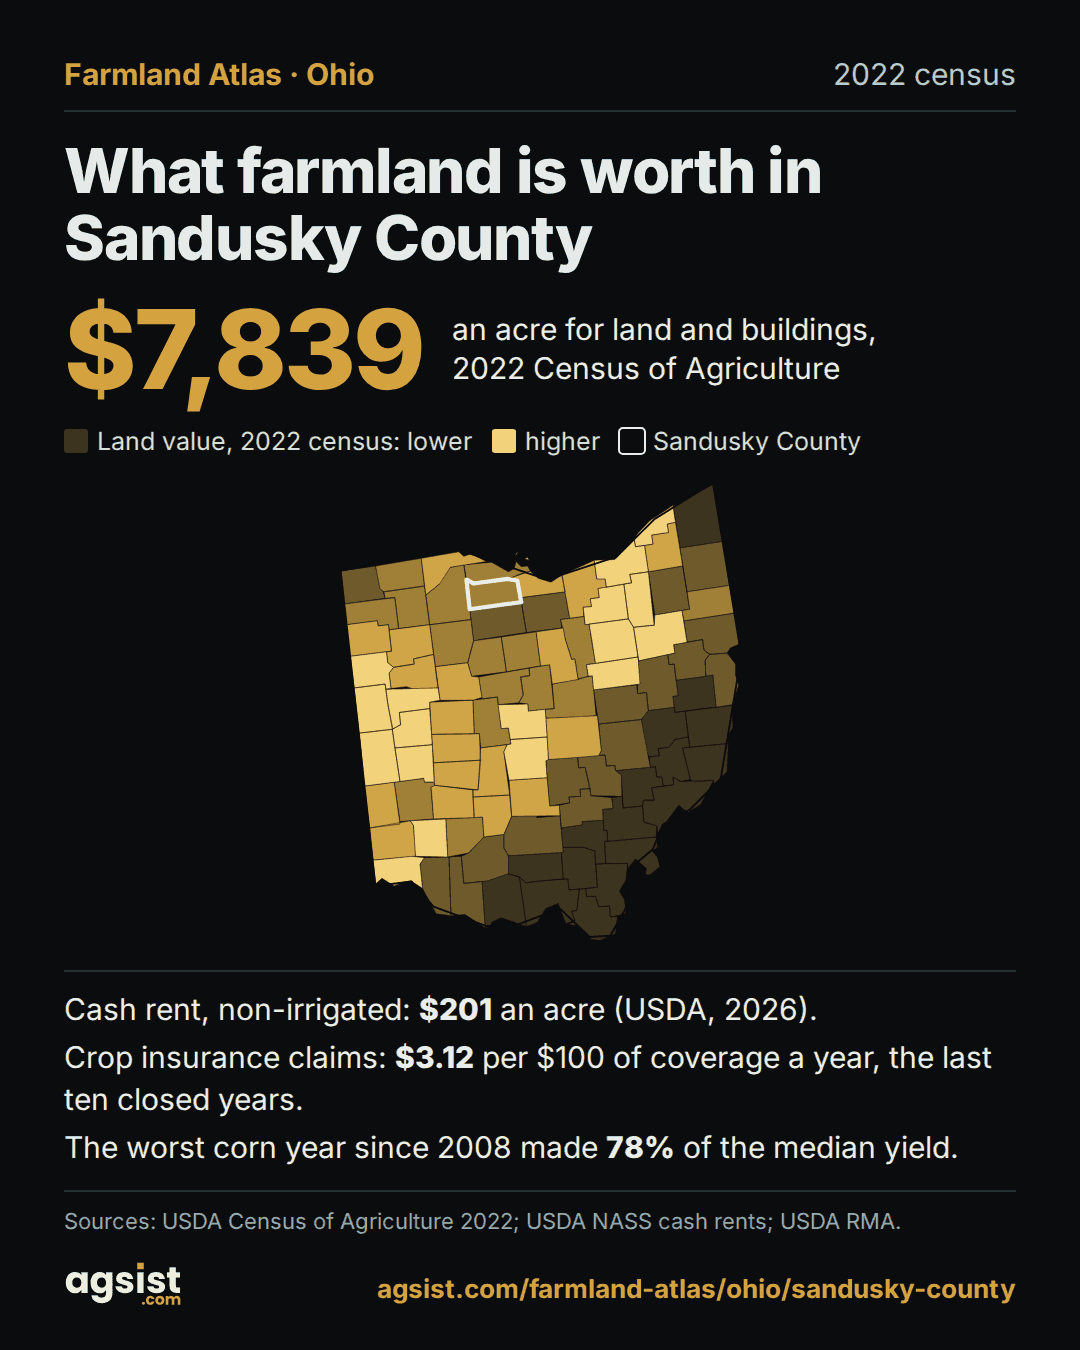 Farmland Atlas · Ohio
2022 census
What farmland is worth in
Sandusky County
$7,839
an acre for land and buildings,
2022 Census of Agriculture
Land value, 2022 census: lower
higher
Sandusky County
Cash rent, non-irrigated: $201 an acre (USDA, 2026).
Crop insurance claims: $3.12 per $100 of coverage a year, the last
ten closed years.
The worst corn year since 2008 made 78% of the median yield.
Sources: USDA Census of Agriculture 2022; USDA NASS cash rents; USDA RMA.
agsist
.com
agsist.com/farmland-atlas/ohio/sandusky-county